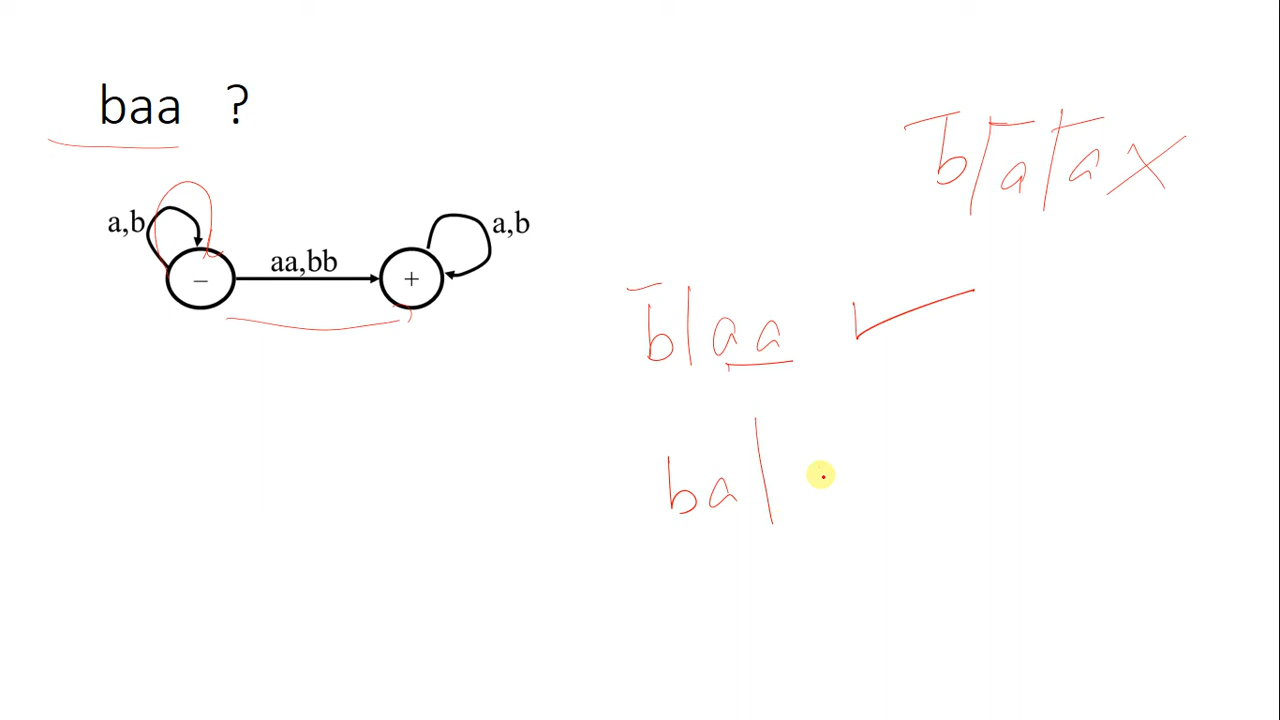 baa ?
b|a|a X
a,b
a,b
aa,bb
– +
b|aa ✓
ba|